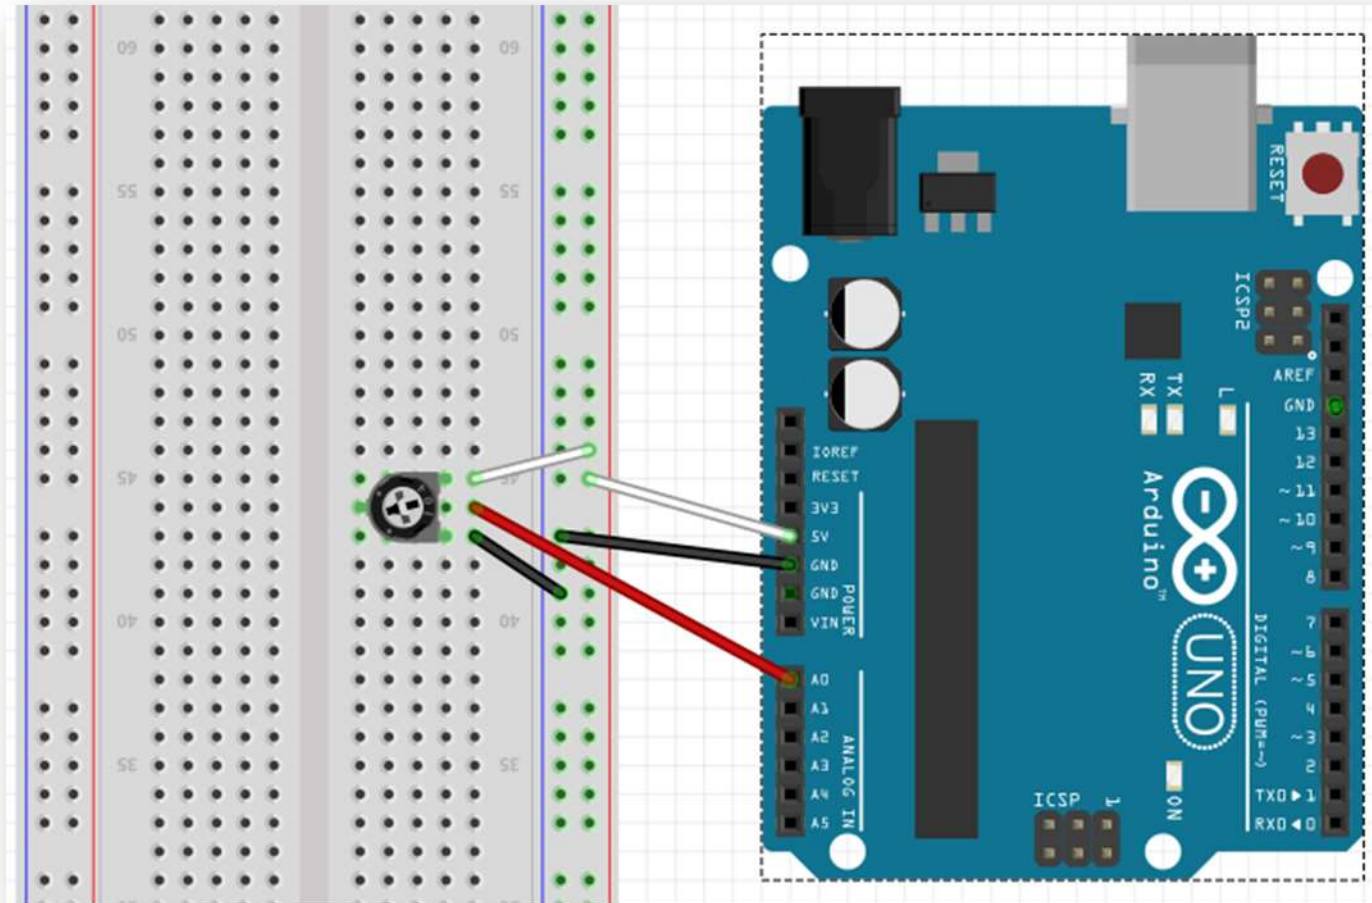 60
60
55
55
50
50
45
40
40
35
35
RESET
ICSP2
AREF
GND
RX
TX
L
13
12
~ 11
~ 10
~ 9
8
IOREF
RESET
3V3
5V
GND
GND
VIN
POWER
Arduino™
UNO
A0
A1
A2
A3
A4
A5
ANALOG IN
DIGITAL (PWM=~)
7
~6
~5
4
~3
2
TX0▶1
RX0◀0
ICSP
1
ON